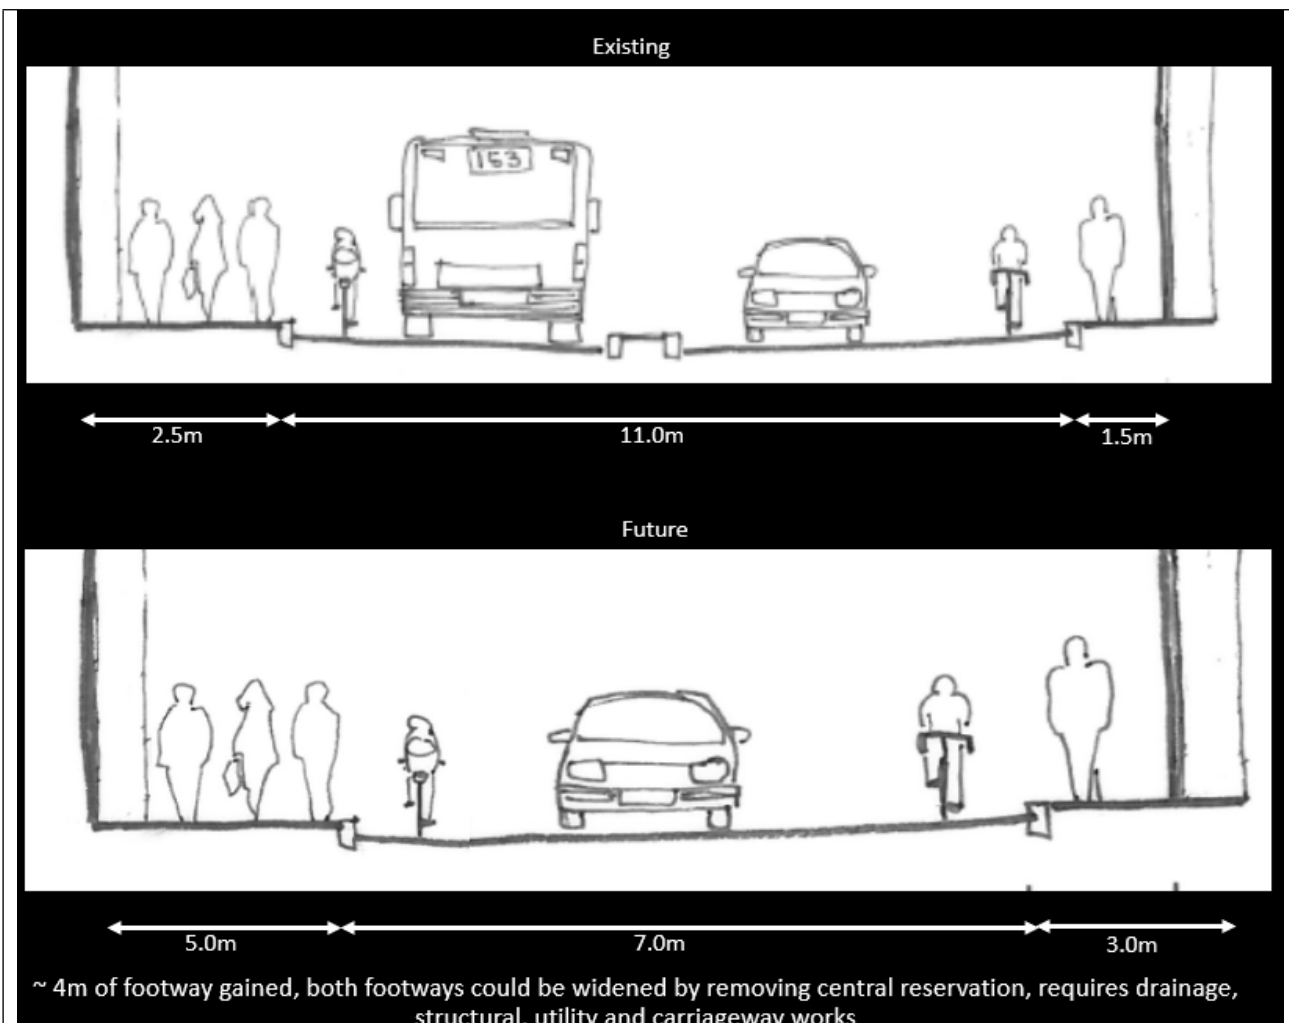 Existing
153
2.5m
11.0m
1.5m
Future
5.0m
7.0m
3.0m
~ 4m of footway gained, both footways could be widened by removing central reservation, requires drainage,
structural, utility and carriageway works